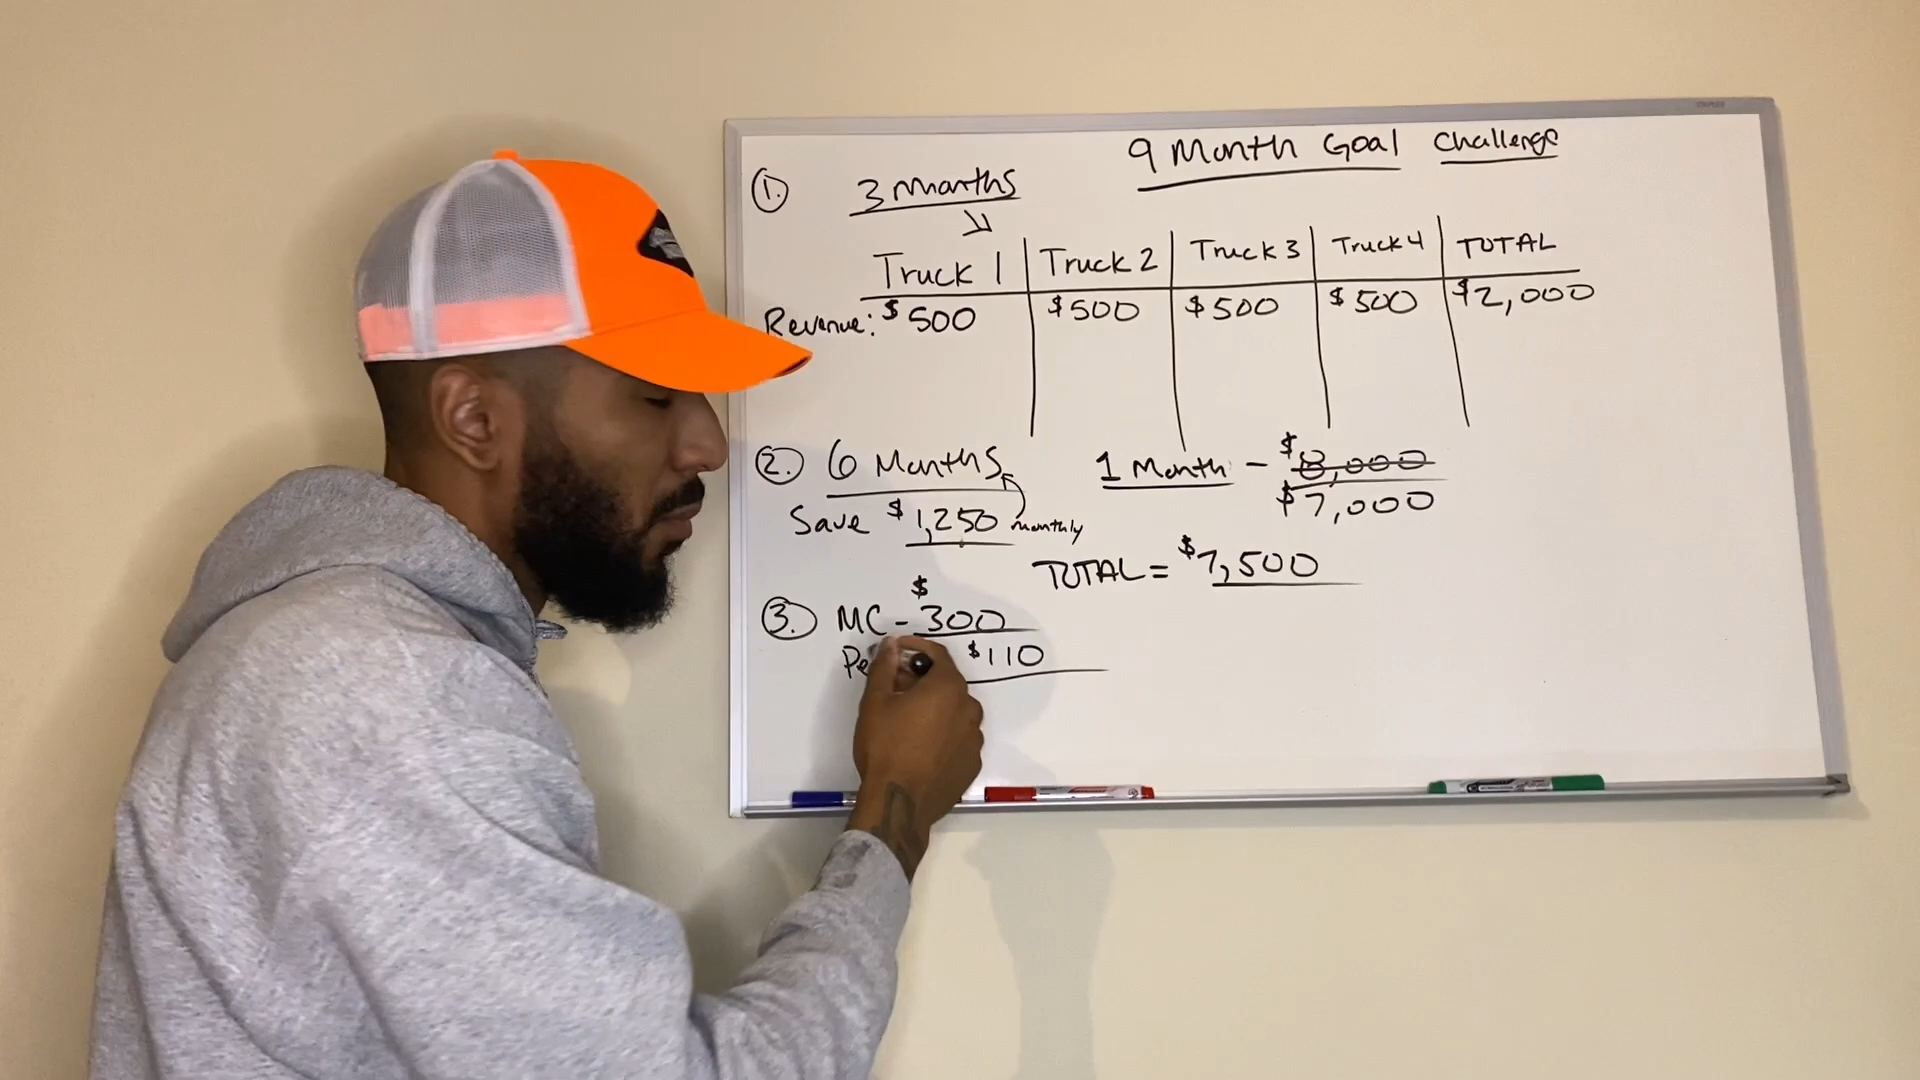 9 Month Goal Challenge
1. 3 Months
Truck 1 Truck 2 Truck 3 Truck 4 TOTAL
Revenue: $500 $500 $500 $500 $2,000
2. 6 Months 1 Month - $8,000
Save $1,250 monthly $7,000
TOTAL = $7,500
3. MC - $300
$110